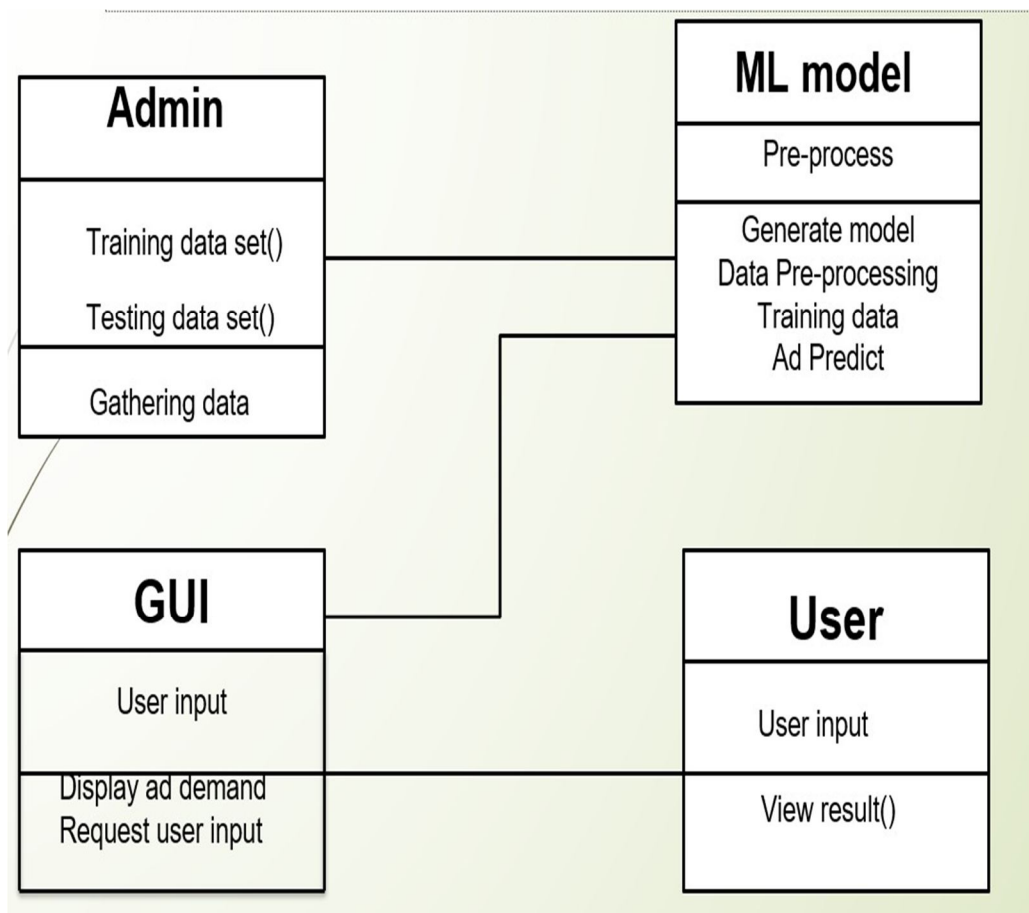 Admin
Training data set()
Testing data set()
Gathering data
ML model
Pre-process
Generate model
Data Pre-processing
Training data
Ad Predict
GUI
User input
Display ad demand
Request user input
User
User input
View result()